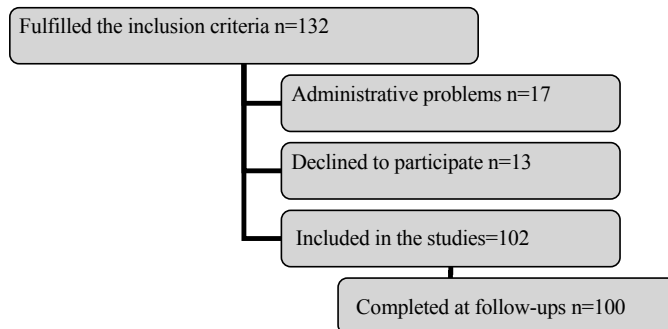 Fulfilled the inclusion criteria n=132
Administrative problems n=17
Declined to participate n=13
Included in the studies=102
Completed at follow-ups n=100